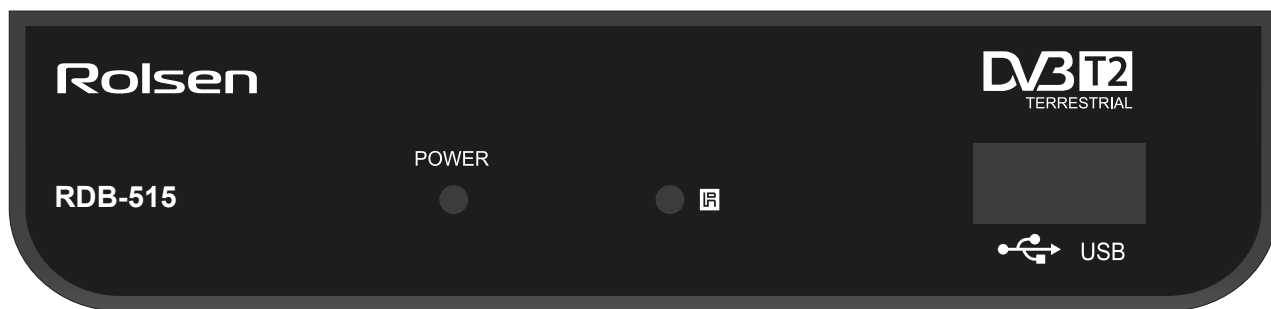 Rolsen
DVB T2
TERRESTRIAL
POWER
RDB-515
USB